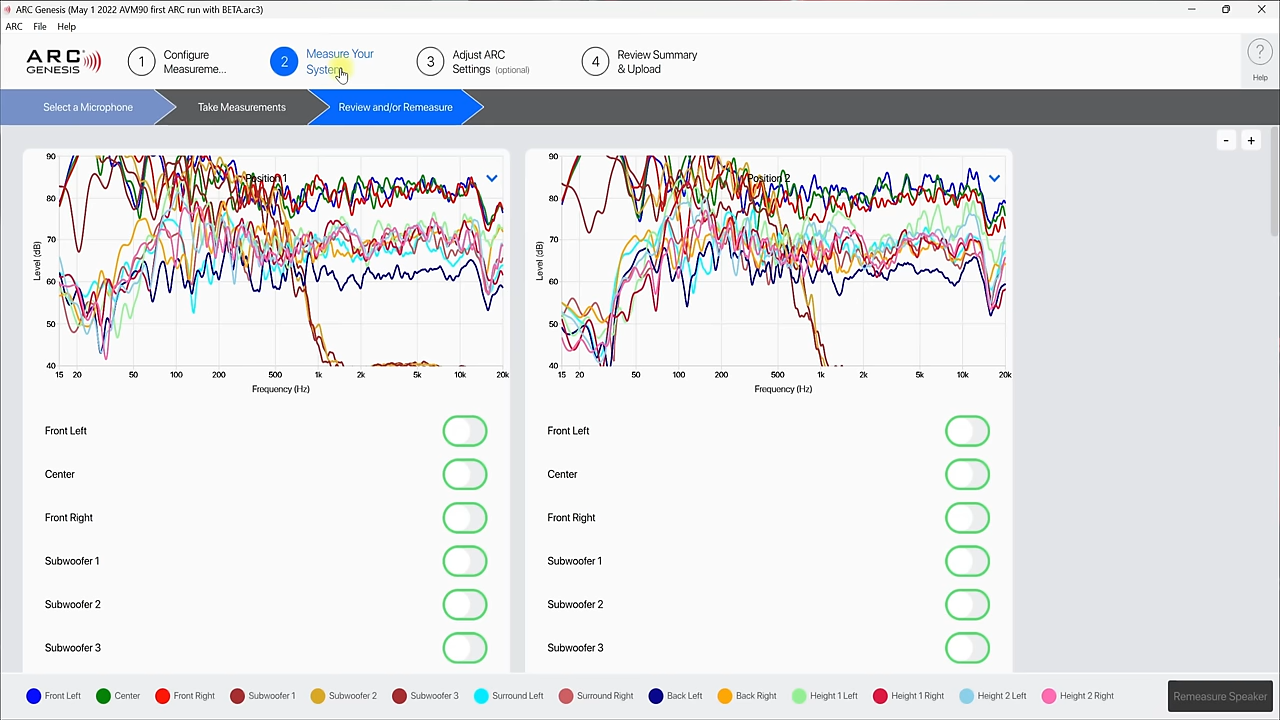 ARC Genesis (May 1 2022 AVM90 first ARC run with BETA.arc3)
ARC File Help
ARC GENESIS
1 Configure Measureme...
2 Measure Your System
3 Adjust ARC Settings (optional)
4 Review Summary & Upload
? Help
Select a Microphone
Take Measurements
Review and/or Remeasure
- +
Position 1
Level (dB)
90
80
70
60
50
40
15 20 50 100 200 500 1k 2k 5k 10k 20k
Frequency (Hz)
Front Left
Center
Front Right
Subwoofer 1
Subwoofer 2
Subwoofer 3
Position 2
Level (dB)
90
80
70
60
50
40
15 20 50 100 200 500 1k 2k 5k 10k 20k
Frequency (Hz)
Front Left
Center
Front Right
Subwoofer 1
Subwoofer 2
Subwoofer 3
Front Left Center Front Right Subwoofer 1 Subwoofer 2 Subwoofer 3 Surround Left Surround Right Back Left Back Right Height 1 Left Height 1 Right Height 2 Left Height 2 Right
Remeasure Speaker